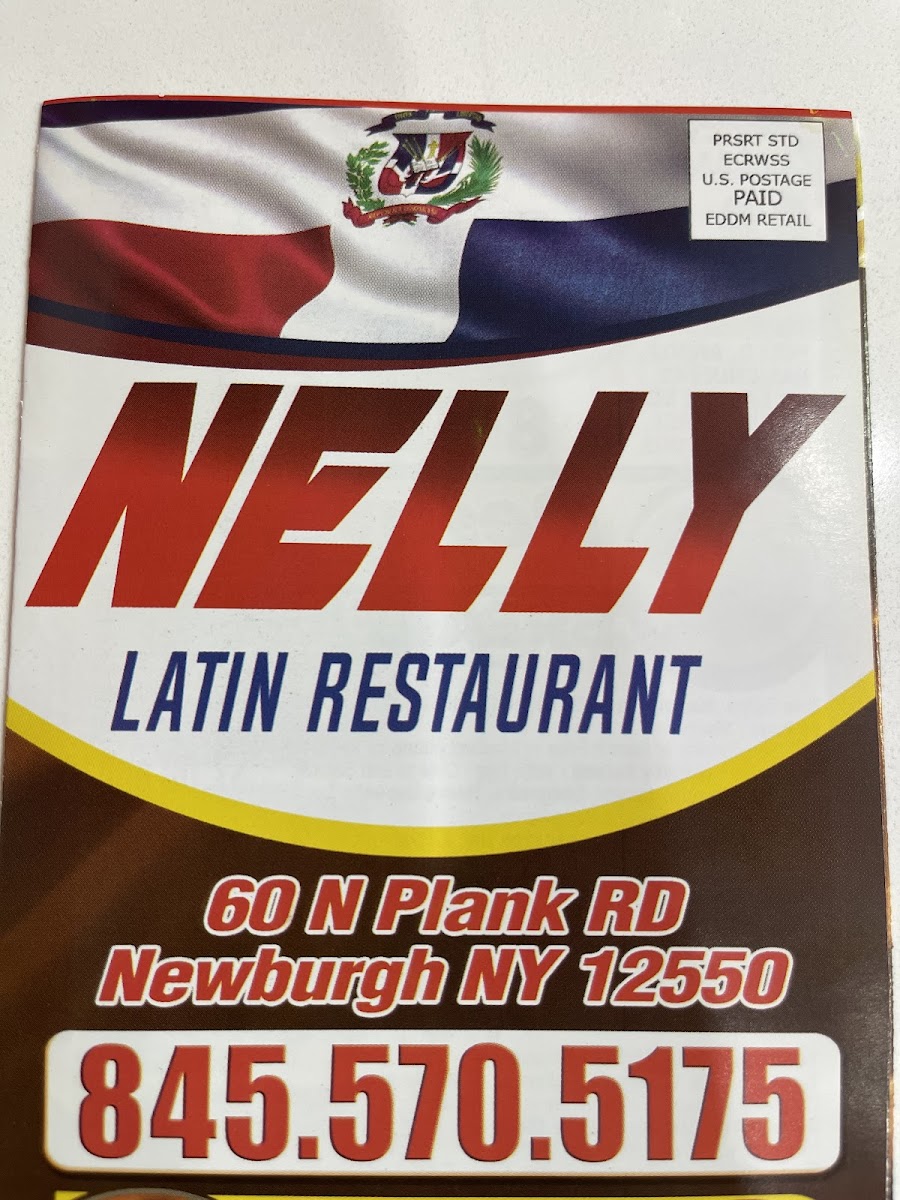 PRSRT STD
ECRWSS
U.S. POSTAGE
PAID
EDDM RETAIL
NELLY
LATIN RESTAURANT
60 N Plank RD
Newburgh NY 12550
845.570.5175